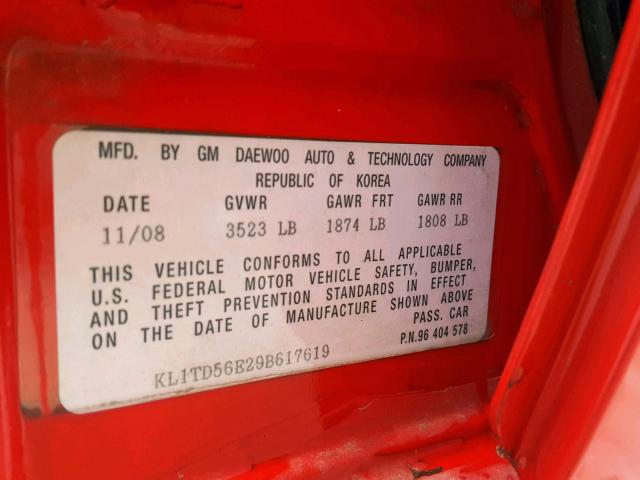 MFD. BY GM DAEWOO AUTO & TECHNOLOGY COMPANY
REPUBLIC OF KOREA
DATE GVWR GAWR FRT GAWR RR
11/08 3523 LB 1874 LB 1808 LB
THIS VEHICLE CONFORMS TO ALL APPLICABLE
U.S. FEDERAL MOTOR VEHICLE SAFETY, BUMPER,
AND THEFT PREVENTION STANDARDS IN EFFECT
ON THE DATE OF MANUFACTURE SHOWN ABOVE
PASS. CAR
P.N.96 404 578
KL1TD56E29B617619